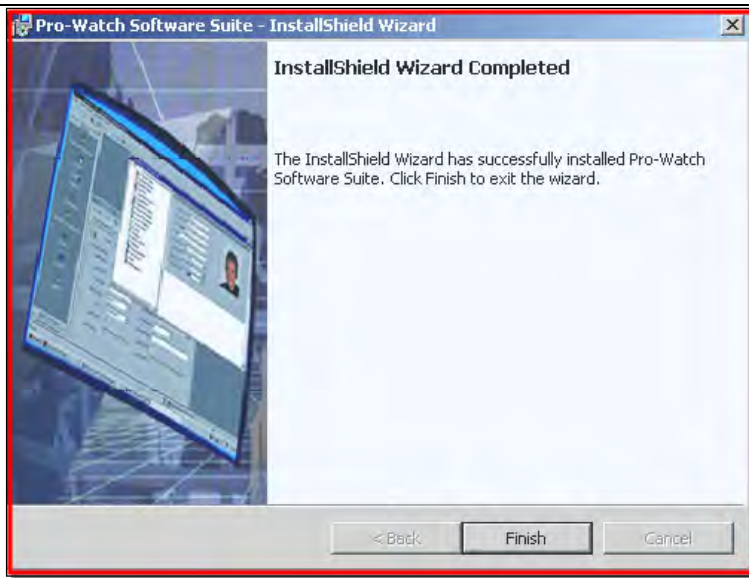 Pro-Watch Software Suite - InstallShield Wizard
InstallShield Wizard Completed
The InstallShield Wizard has successfully installed Pro-Watch
Software Suite. Click Finish to exit the wizard.
< Back
Finish
Cancel